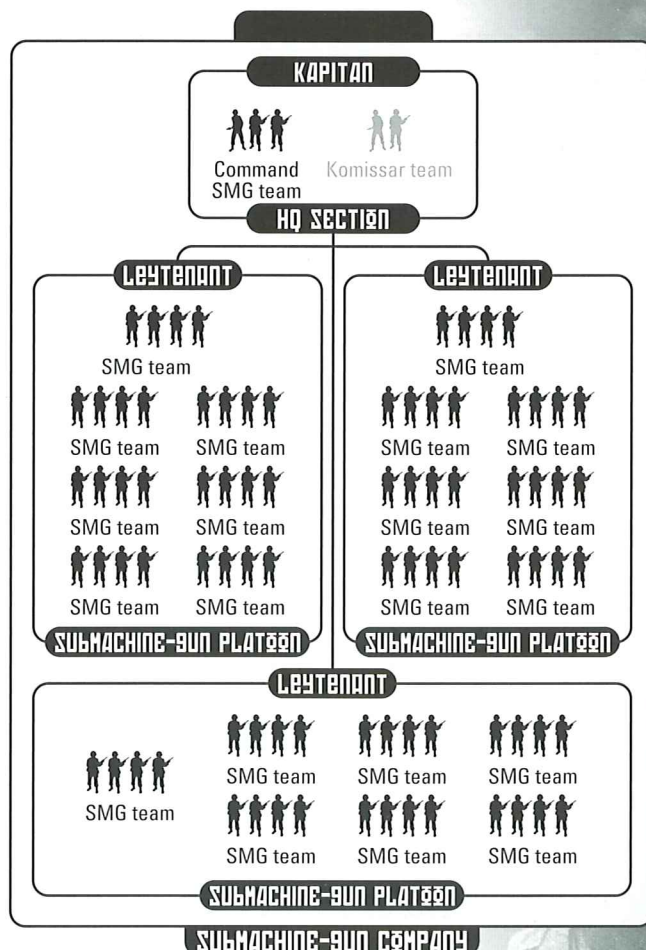 KAPITAN
Command
SMG team
Komissar team
HQ SECTION
LEYTENANT
SMG team
SMG team SMG team
SMG team SMG team
SMG team SMG team
SUBMACHINE-GUN PLATOON
LEYTENANT
SMG team
SMG team SMG team
SMG team SMG team
SMG team SMG team
SUBMACHINE-GUN PLATOON
LEYTENANT
SMG team
SMG team SMG team SMG team
SMG team SMG team SMG team
SUBMACHINE-GUN PLATOON
SUBMACHINE-GUN COMPANY